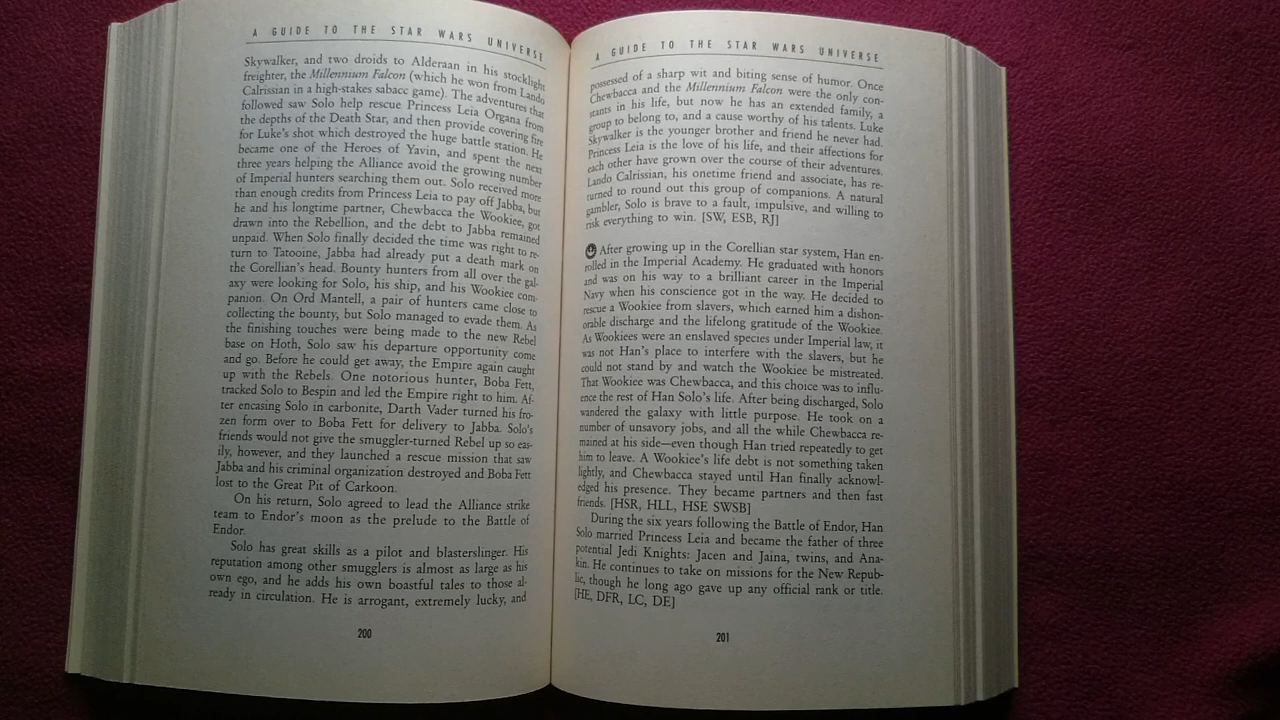 A GUIDE TO THE STAR WARS UNIVERSE
Skywalker, and two droids to Alderaan in his stocklight
freighter, the Millennium Falcon (which he won from Lando
Calrissian in a high-stakes sabacc game). The adventures that
followed saw Solo help rescue Princess Leia Organa from
the depths of the Death Star, and then provide covering fire
for Luke's shot which destroyed the huge battle station. He
became one of the Heroes of Yavin, and spent the next
three years helping the Alliance avoid the growing number
of Imperial hunters searching them out. Solo received more
than enough credits from Princess Leia to pay off Jabba, but
he and his longtime partner, Chewbacca the Wookiee, got
drawn into the Rebellion, and the debt to Jabba remained
unpaid. When Solo finally decided the time was right to re-
turn to Tatooine, Jabba had already put a death mark on
the Corellian's head. Bounty hunters from all over the gal-
axy were looking for Solo, his ship, and his Wookiee com-
panion. On Ord Mantell, a pair of hunters came close to
collecting the bounty, but Solo managed to evade them. As
the finishing touches were being made to the new Rebel
base on Hoth, Solo saw his departure opportunity come
and go. Before he could get away, the Empire again caught
up with the Rebels. One notorious hunter, Boba Fett,
tracked Solo to Bespin and led the Empire right to him. Af-
ter encasing Solo in carbonite, Darth Vader turned his fro-
zen form over to Boba Fett for delivery to Jabba. Solo's
friends would not give the smuggler-turned Rebel up so eas-
ily, however, and they launched a rescue mission that saw
Jabba and his criminal organization destroyed and Boba Fett
lost to the Great Pit of Carkoon.
On his return, Solo agreed to lead the Alliance strike
team to Endor's moon as the prelude to the Battle of
Endor.
Solo has great skills as a pilot and blasterslinger. His
reputation among other smugglers is almost as large as his
own ego, and he adds his own boastful tales to those al-
ready in circulation. He is arrogant, extremely lucky, and
200
A GUIDE TO THE STAR WARS UNIVERSE
possessed of a sharp wit and biting sense of humor. Once
Chewbacca and the Millennium Falcon were the only con-
stants in his life, but now he has an extended family, a
group to belong to, and a cause worthy of his talents. Luke
Skywalker is the younger brother and friend he never had.
Princess Leia is the love of his life, and their affections for
each other have grown over the course of their adventures.
Lando Calrissian, his onetime friend and associate, has re-
turned to round out this group of companions. A natural
gambler, Solo is brave to a fault, impulsive, and willing to
risk everything to win. [SW, ESB, RJ]
After growing up in the Corellian star system, Han en-
rolled in the Imperial Academy. He graduated with honors
and was on his way to a brilliant career in the Imperial
Navy when his conscience got in the way. He decided to
rescue a Wookiee from slavers, which earned him a dishon-
orable discharge and the lifelong gratitude of the Wookiee.
As Wookiees were an enslaved species under Imperial law, it
was not Han's place to interfere with the slavers, but he
could not stand by and watch the Wookiee be mistreated.
That Wookiee was Chewbacca, and this choice was to influ-
ence the rest of Han Solo's life. After being discharged, Solo
wandered the galaxy with little purpose. He took on a
number of unsavory jobs, and all the while Chewbacca re-
mained at his side—even though Han tried repeatedly to get
him to leave. A Wookiee's life debt is not something taken
lightly, and Chewbacca stayed until Han finally acknowl-
edged his presence. They became partners and then fast
friends. [HSR, HLL, HSE SWSB]
During the six years following the Battle of Endor, Han
Solo married Princess Leia and became the father of three
potential Jedi Knights: Jacen and Jaina, twins, and Ana-
kin. He continues to take on missions for the New Repub-
lic, though he long ago gave up any official rank or title.
[HE, DFR, LC, DE]
201